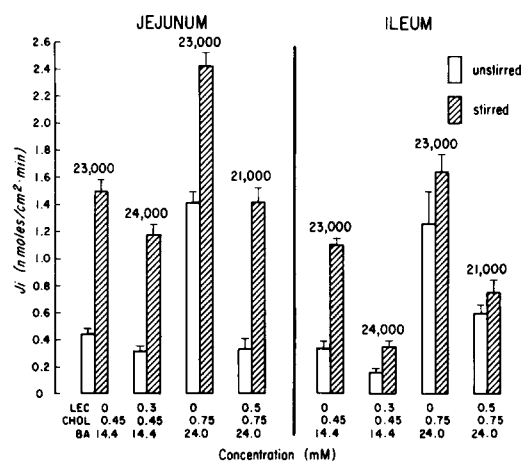 JEJUNUM
ILEUM
unstirred
stirred
Ji (nmoles/cm²·min)
2.6
2.4
2.2
2.0
1.8
1.6
1.4
1.2
1.0
0.8
0.6
0.4
0.2
0
23,000
24,000
23,000
21,000
23,000
24,000
23,000
21,000
LEC 0 0.3 0 0.5 0 0.3 0 0.5
CHOL 0.45 0.45 0.75 0.75 0.45 0.45 0.75 0.75
BA 14.4 14.4 24.0 24.0 14.4 14.4 24.0 24.0
Concentration (mM)